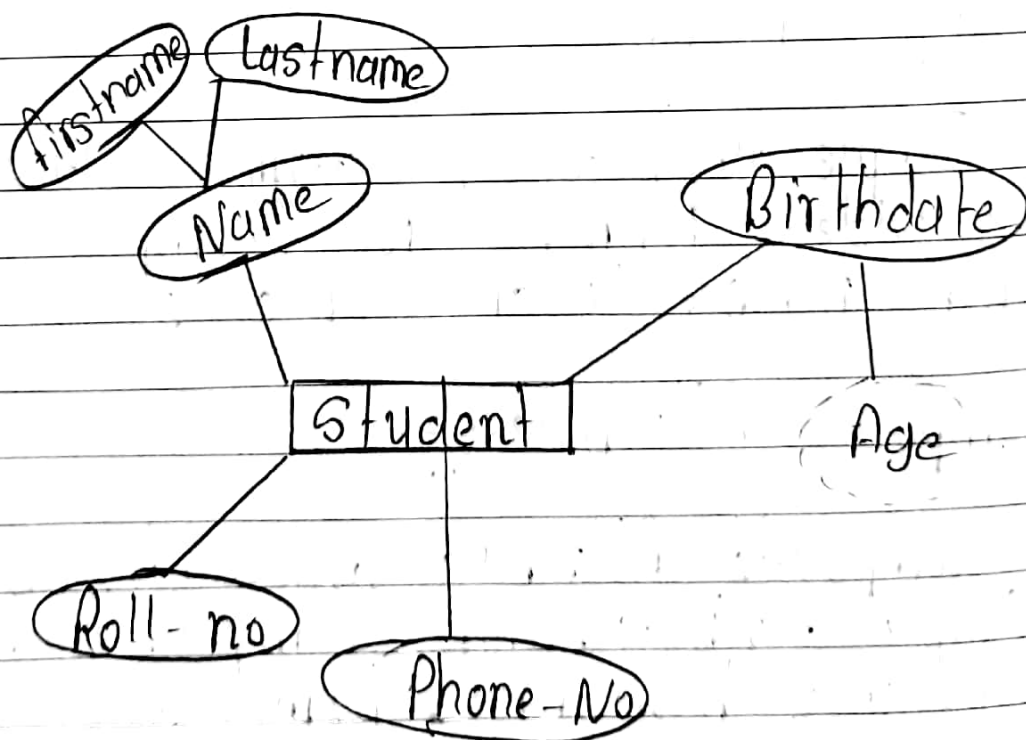 firstname
Lastname
Name
Birthdate
Student
Age
Roll-no
Phone-No